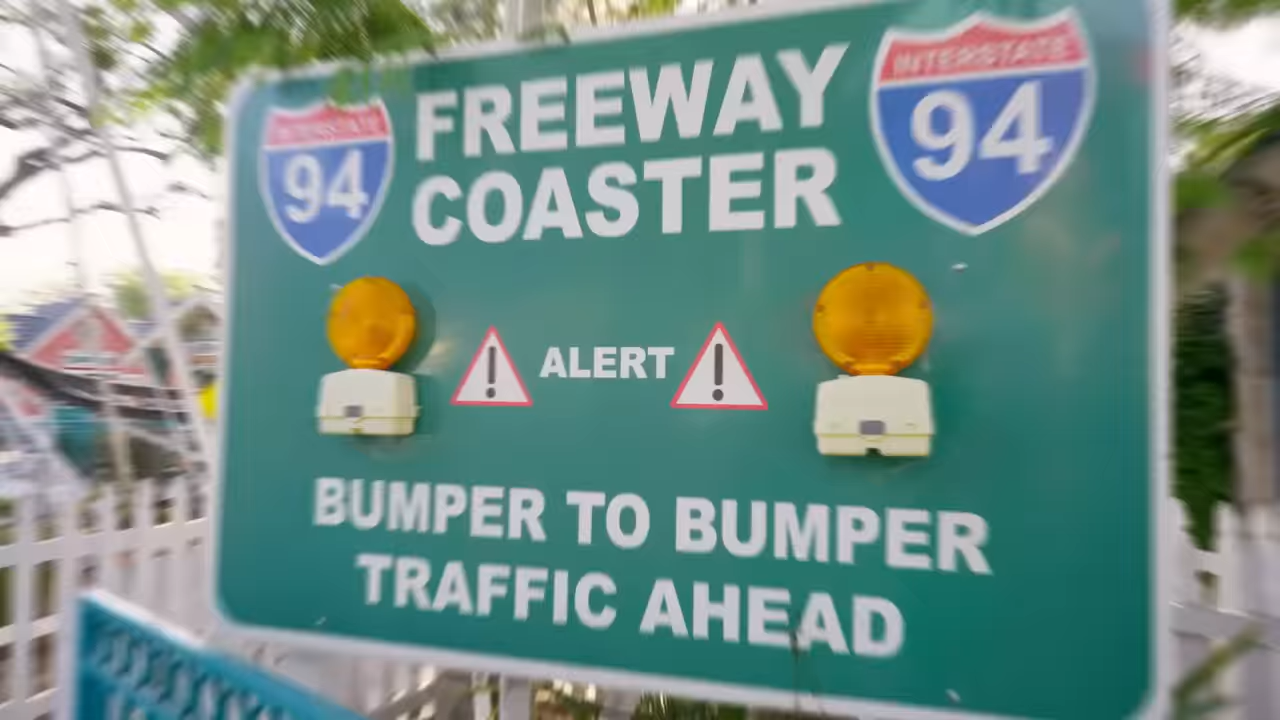 FREEWAY
COASTER
INTERSTATE
94
INTERSTATE
94
ALERT
BUMPER TO BUMPER
TRAFFIC AHEAD